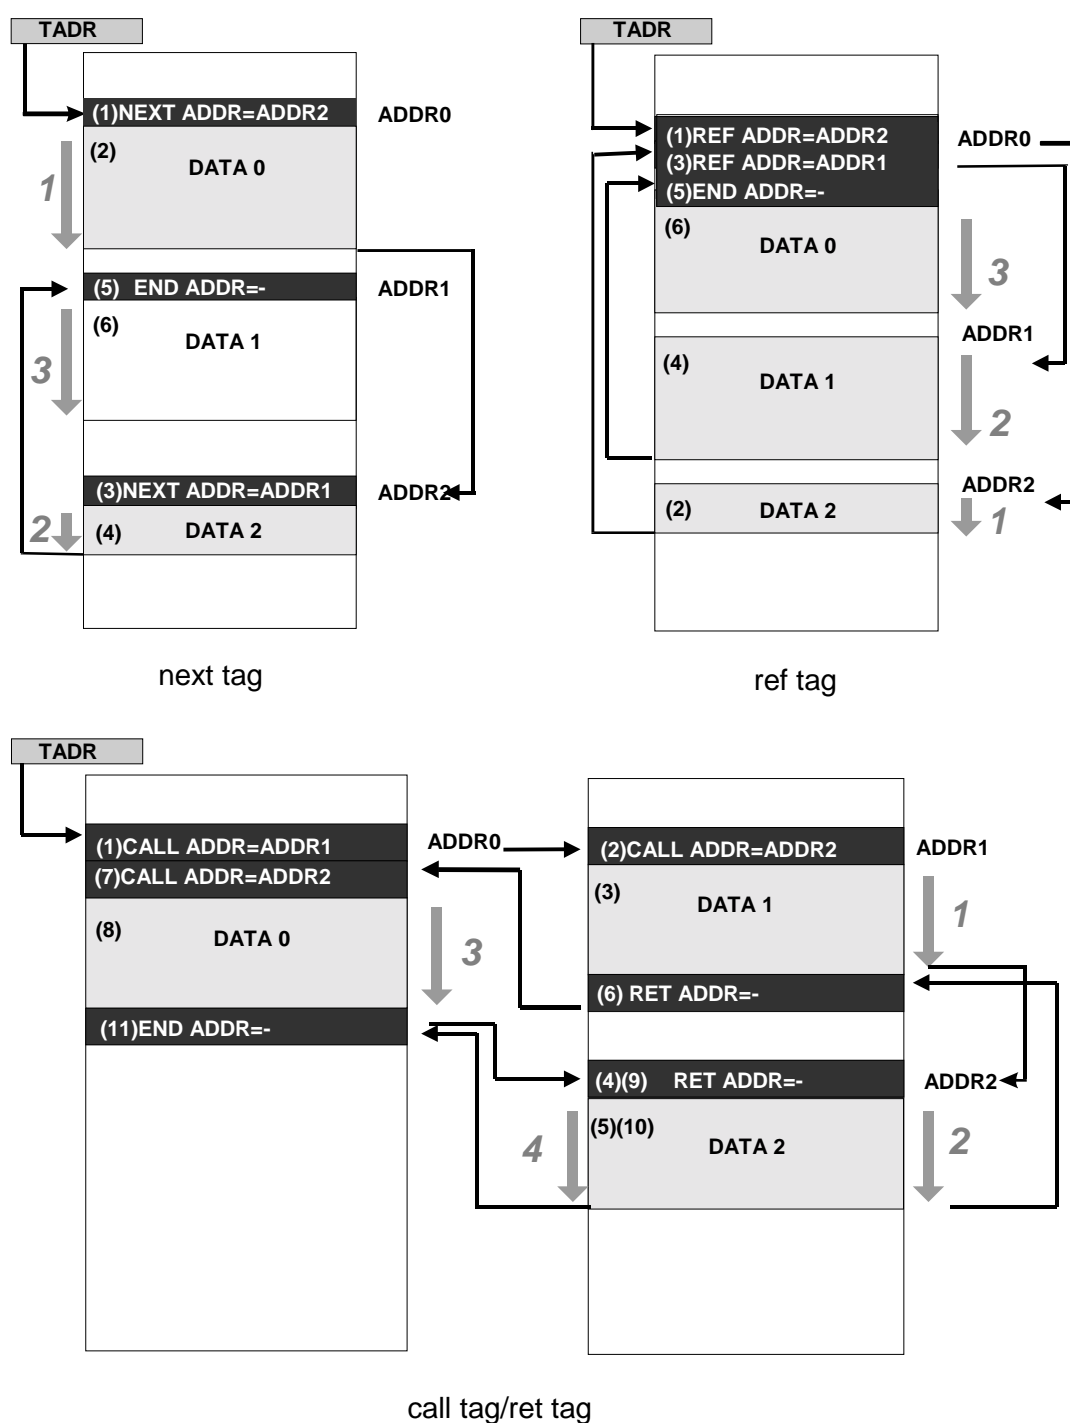 TADR
(1)NEXT ADDR=ADDR2
ADDR0
(2)
DATA 0
1
(5) END ADDR=-
ADDR1
(6)
DATA 1
3
(3)NEXT ADDR=ADDR1
ADDR2
2
(4)
DATA 2
next tag
TADR
(1)REF ADDR=ADDR2
ADDR0
(3)REF ADDR=ADDR1
(5)END ADDR=-
(6)
DATA 0
3
ADDR1
(4)
DATA 1
2
ADDR2
(2)
DATA 2
1
ref tag
TADR
(1)CALL ADDR=ADDR1
ADDR0
(7)CALL ADDR=ADDR2
(8)
DATA 0
3
(11)END ADDR=-
(2)CALL ADDR=ADDR2
ADDR1
(3)
DATA 1
1
(6) RET ADDR=-
(4)(9) RET ADDR=-
ADDR2
(5)(10)
DATA 2
4
2
call tag/ret tag